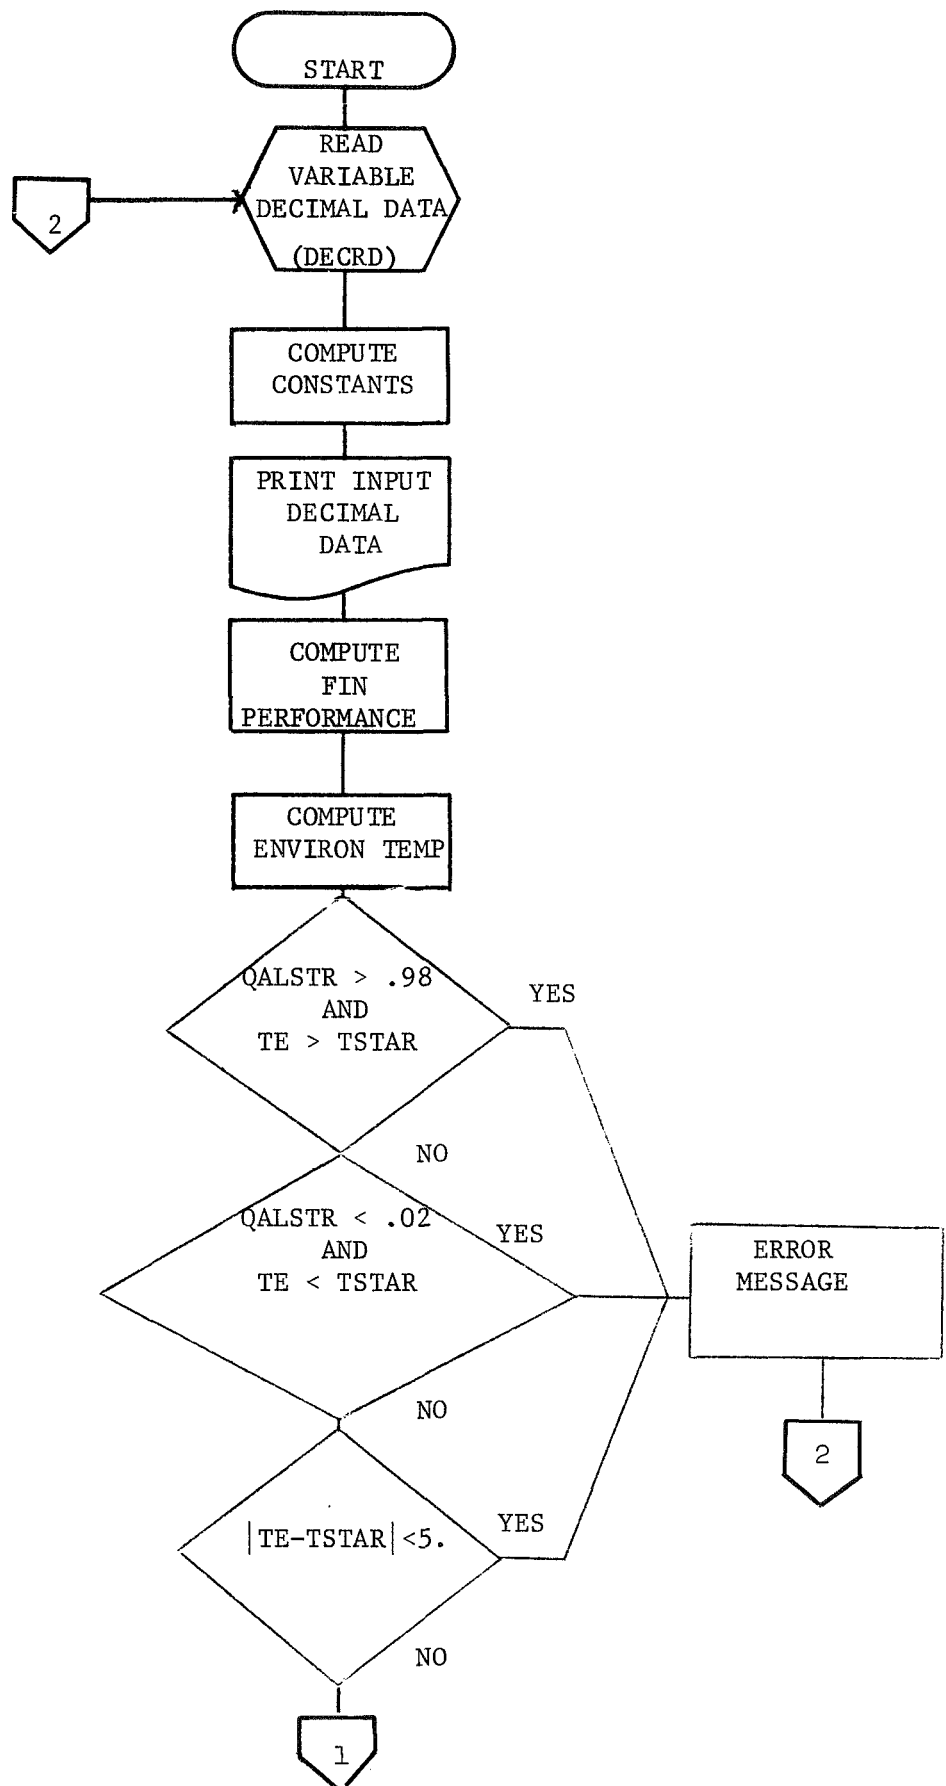 START
READ
VARIABLE
DECIMAL DATA
(DECRD)
2
COMPUTE
CONSTANTS
PRINT INPUT
DECIMAL
DATA
COMPUTE
FIN
PERFORMANCE
COMPUTE
ENVIRON TEMP
QALSTR > .98
AND
TE > TSTAR
YES
NO
QALSTR < .02
AND
TE < TSTAR
YES
ERROR
MESSAGE
NO
2
|TE-TSTAR|<5.
YES
NO
1